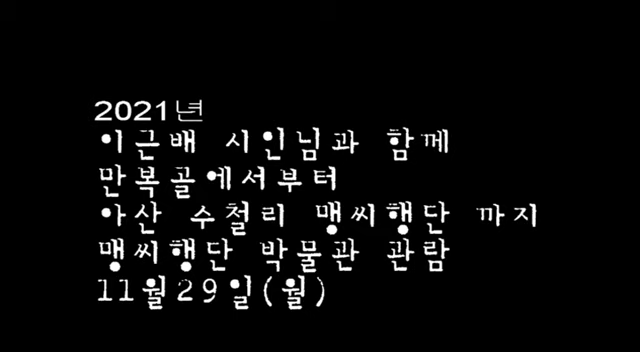 2021년
이근배 시인님과 함께
만복골에서부터
아산 수철리 맹씨행단 까지
맹씨행단 박물관 관람
11월29일(월)